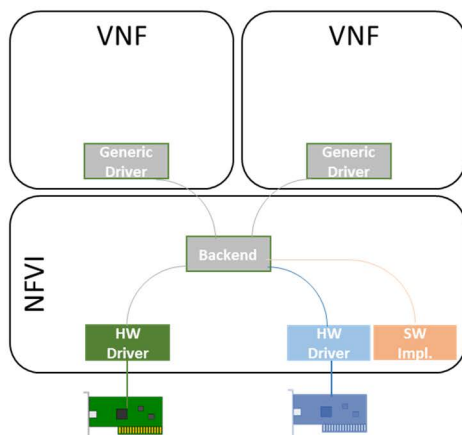 VNF
VNF
Generic
Driver
Generic
Driver
NFVI
Backend
HW
Driver
HW
Driver
SW
Impl.